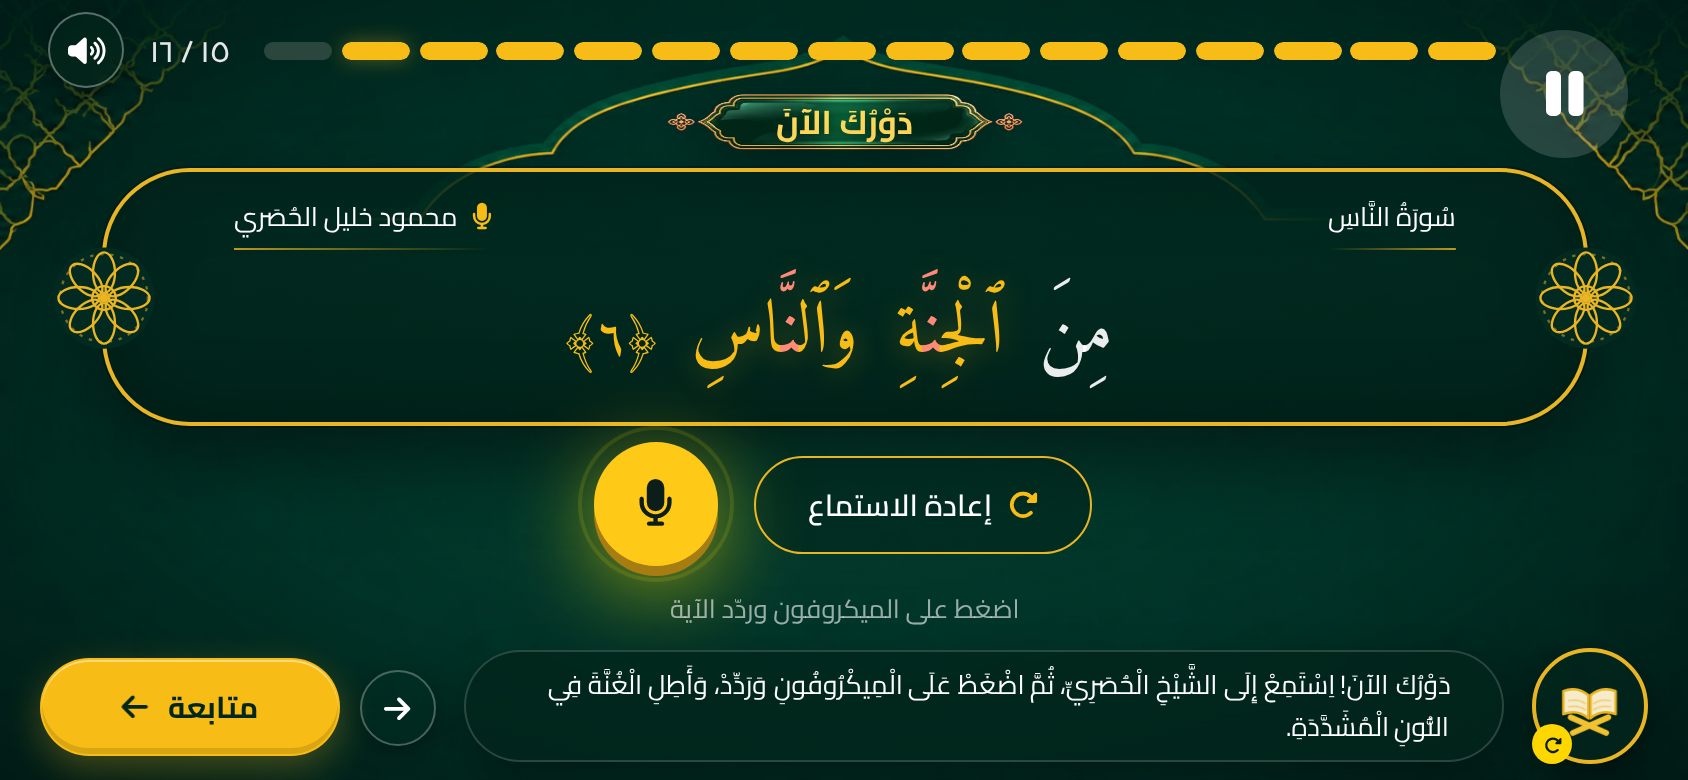 ١٥ / ١٦
دَوْرُكَ الآنَ
سُورَةُ النَّاسِ
محمود خليل الحُصَري
مِنَ ٱلْجِنَّةِ وَٱلنَّاسِ ﴿٦﴾
إعادة الاستماع
اضغط على الميكروفون وردّد الآية
دَوْرُكَ الآنَ! اِسْتَمِعْ إِلَى الشَّيْخِ الْحُصَرِيِّ، ثُمَّ اضْغَطْ عَلَى الْمِيكْرُوفُونِ وَرَدِّدْ، وَأَطِلِ الْغُنَّةَ فِي
النُّونِ الْمُشَدَّدَةِ.
متابعة